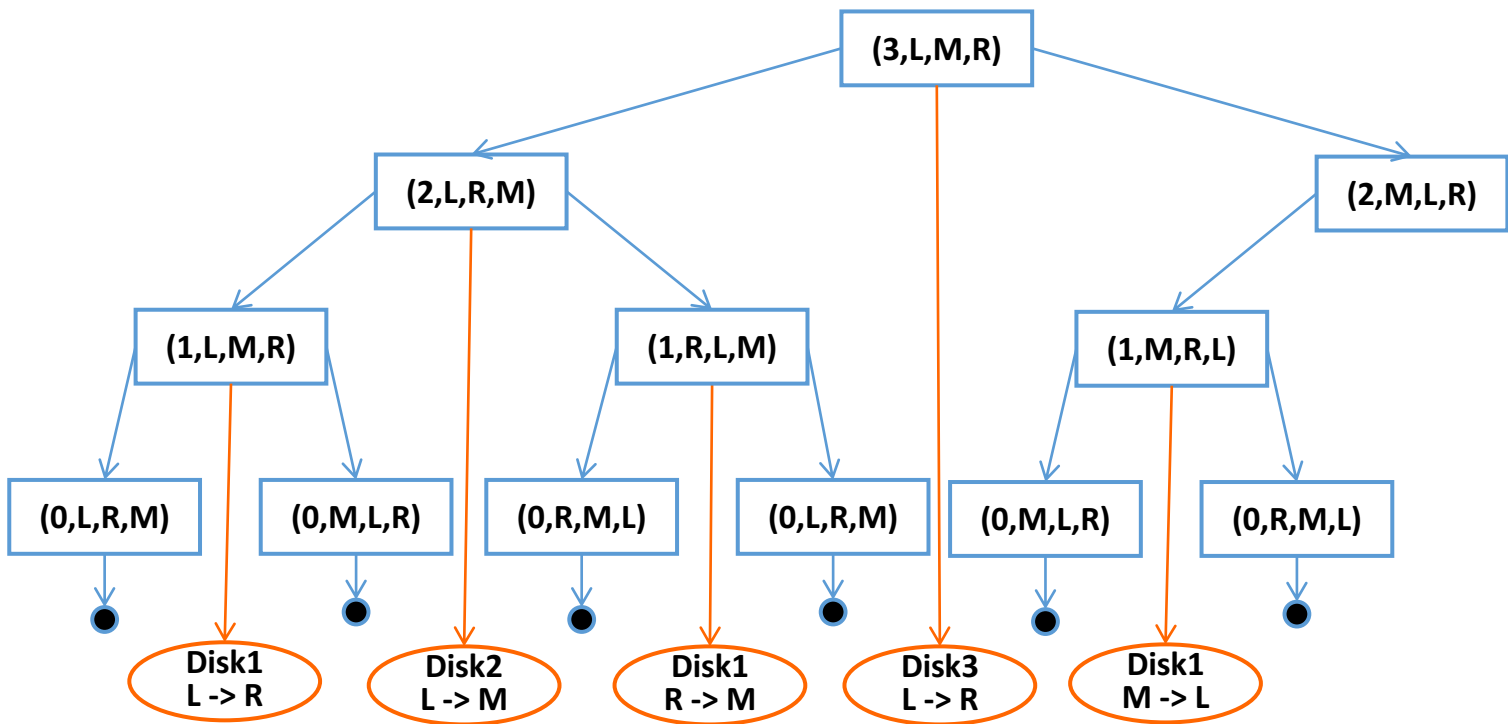 (3,L,M,R)
(2,L,R,M)
(2,M,L,R)
(1,L,M,R)
(1,R,L,M)
(1,M,R,L)
(0,L,R,M)
(0,M,L,R)
(0,R,M,L)
(0,L,R,M)
(0,M,L,R)
(0,R,M,L)
Disk1
L -> R
Disk2
L -> M
Disk1
R -> M
Disk3
L -> R
Disk1
M -> L